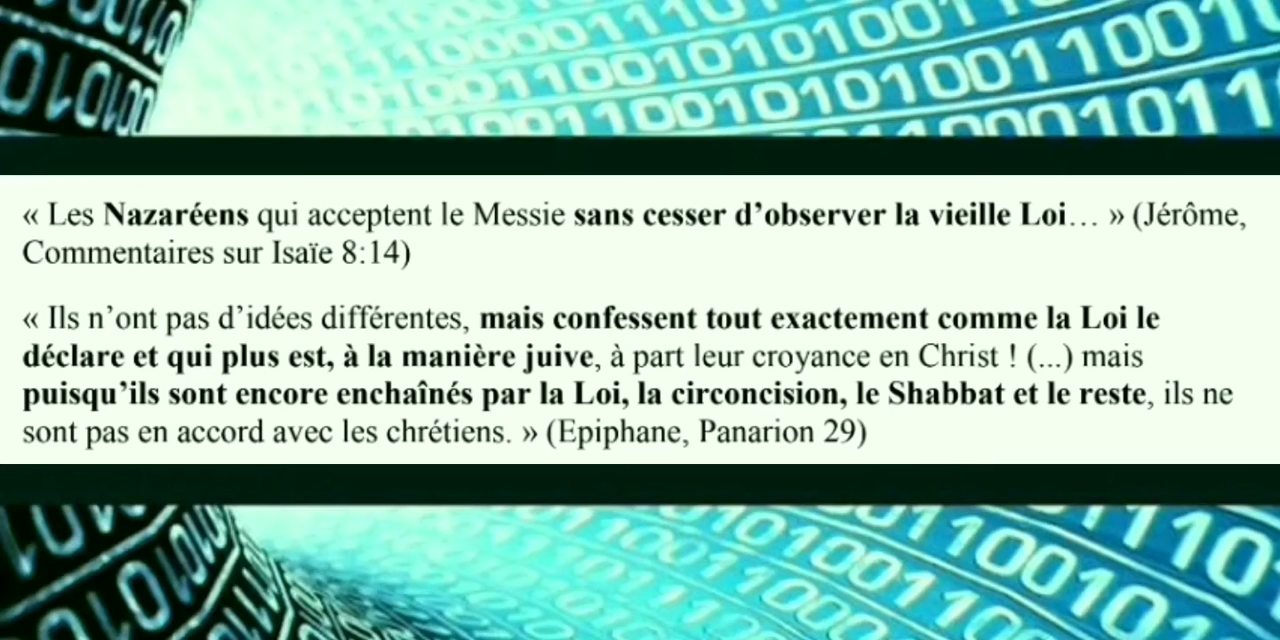 « Les Nazaréens qui acceptent le Messie sans cesser d’observer la vieille Loi… » (Jérôme,
Commentaires sur Isaïe 8:14)
« Ils n’ont pas d’idées différentes, mais confessent tout exactement comme la Loi le
déclare et qui plus est, à la manière juive, à part leur croyance en Christ ! (...) mais
puisqu’ils sont encore enchaînés par la Loi, la circoncision, le Shabbat et le reste, ils ne
sont pas en accord avec les chrétiens. » (Epiphane, Panarion 29)